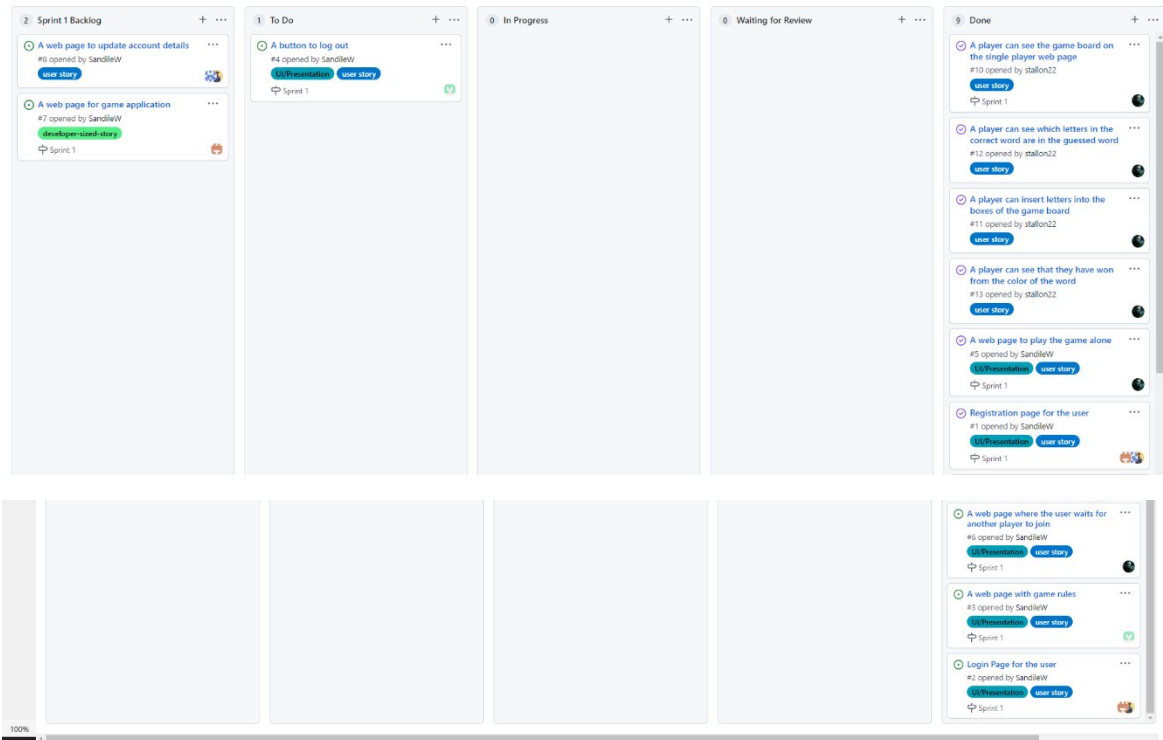 2 Sprint 1 Backlog
A web page to update account details
#8 opened by SandileW
user story
A web page for game application
#7 opened by SandileW
developer-sized-story
Sprint 1
1 To Do
A button to log out
#4 opened by SandileW
UI/Presentation user story
Sprint 1
0 In Progress
0 Waiting for Review
9 Done
A player can see the game board on
the single player web page
#10 opened by stallon22
user story
Sprint 1
A player can see which letters in the
correct word are in the guessed word
#12 opened by stallon22
user story
A player can insert letters into the
boxes of the game board
#11 opened by stallon22
user story
A player can see that they have won
from the color of the word
#13 opened by stallon22
user story
A web page to play the game alone
#5 opened by SandileW
UI/Presentation user story
Sprint 1
Registration page for the user
#1 opened by SandileW
UI/Presentation user story
Sprint 1
A web page where the user waits for
another player to join
#6 opened by SandileW
UI/Presentation user story
Sprint 1
A web page with game rules
#3 opened by SandileW
UI/Presentation user story
Sprint 1
Login Page for the user
#2 opened by SandileW
UI/Presentation user story
Sprint 1
100%